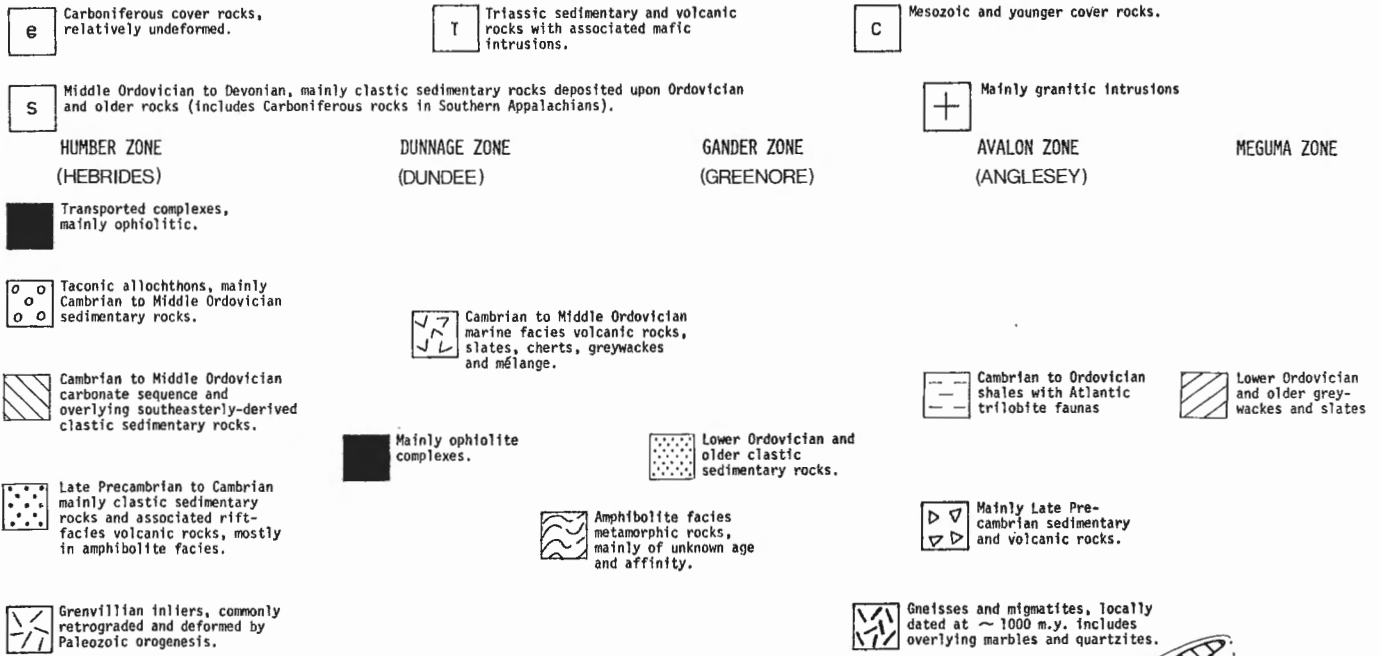 e
Carboniferous cover rocks,
relatively undeformed.
T
Triassic sedimentary and volcanic
rocks with associated mafic
intrusions.
C
Mesozoic and younger cover rocks.
S
Middle Ordovician to Devonian, mainly clastic sedimentary rocks deposited upon Ordovician
and older rocks (includes Carboniferous rocks in Southern Appalachians).
Mainly granitic intrusions
HUMBER ZONE
(HEBRIDES)
DUNNAGE ZONE
(DUNDEE)
GANDER ZONE
(GREENORE)
AVALON ZONE
(ANGLESEY)
MEGUMA ZONE
Transported complexes,
mainly ophiolitic.
Taconic allochthons, mainly
Cambrian to Middle Ordovician
sedimentary rocks.
Cambrian to Middle Ordovician
marine facies volcanic rocks,
slates, cherts, greywackes
and mélange.
Cambrian to Middle Ordovician
carbonate sequence and
overlying southeasterly-derived
clastic sedimentary rocks.
Cambrian to Ordovician
shales with Atlantic
trilobite faunas
Lower Ordovician
and older grey-
wackes and slates
Mainly ophiolite
complexes.
Lower Ordovician and
older clastic
sedimentary rocks.
Late Precambrian to Cambrian
mainly clastic sedimentary
rocks and associated rift-
facies volcanic rocks, mostly
in amphibolite facies.
Amphibolite facies
metamorphic rocks,
mainly of unknown age
and affinity.
Mainly Late Pre-
cambrian sedimentary
and volcanic rocks.
Grenvillian inliers, commonly
retrograded and deformed by
Paleozoic orogenesis.
Gneisses and migmatites, locally
dated at ~ 1000 m.y. includes
overlying marbles and quartzites.